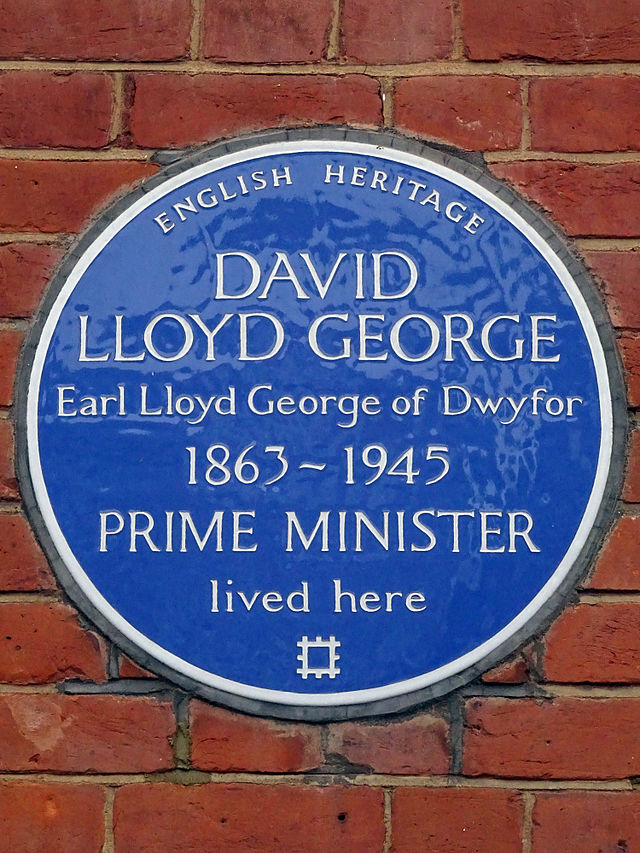 ENGLISH HERITAGE
DAVID
LLOYD GEORGE
Earl Lloyd George of Dwyfor
1863–1945
PRIME MINISTER
lived here